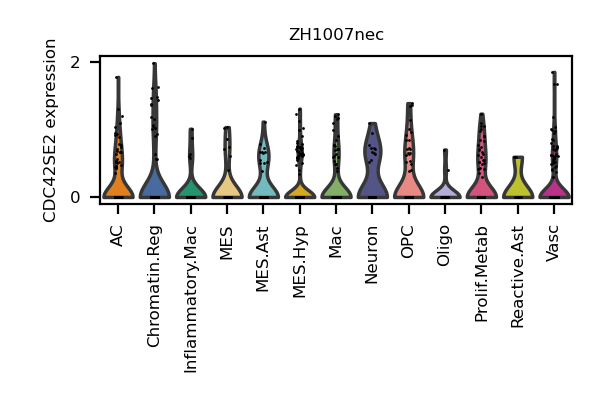 ZH1007nec
CDC42SE2 expression
2
0
AC
Chromatin.Reg
Inflammatory.Mac
MES
MES.Ast
MES.Hyp
Mac
Neuron
OPC
Oligo
Prolif.Metab
Reactive.Ast
Vasc